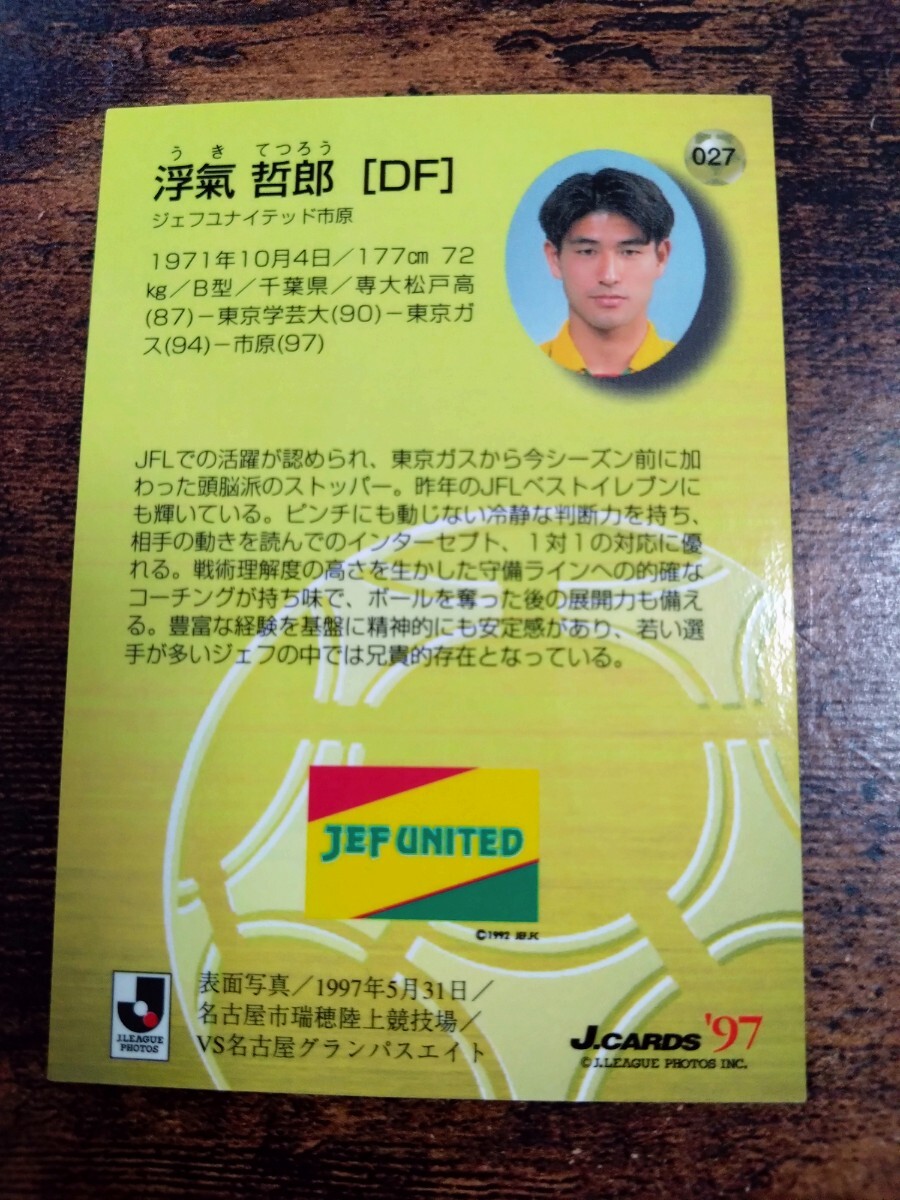 うき てつろう
浮氣 哲郎 [DF]
027
ジェフユナイテッド市原
1971年10月4日／177㎝ 72
㎏／B型／千葉県／専大松戸高
(87)－東京学芸大(90)－東京ガ
ス(94)－市原(97)
JFLでの活躍が認められ、東京ガスから今シーズン前に加
わった頭脳派のストッパー。昨年のJFLベストイレブンに
も輝いている。ピンチにも動じない冷静な判断力を持ち、
相手の動きを読んでのインターセプト、1対1の対応に優
れる。戦術理解度の高さを生かした守備ラインへの的確な
コーチングが持ち味で、ボールを奪った後の展開力も備え
る。豊富な経験を基盤に精神的にも安定感があり、若い選
手が多いジェフの中では兄貴的存在となっている。
JEF UNITED
©1992 JEF.FC
表面写真／1997年5月31日／
名古屋市瑞穂陸上競技場／
VS名古屋グランパスエイト
J.LEAGUE
PHOTOS
J.CARDS '97
©J.LEAGUE PHOTOS INC.